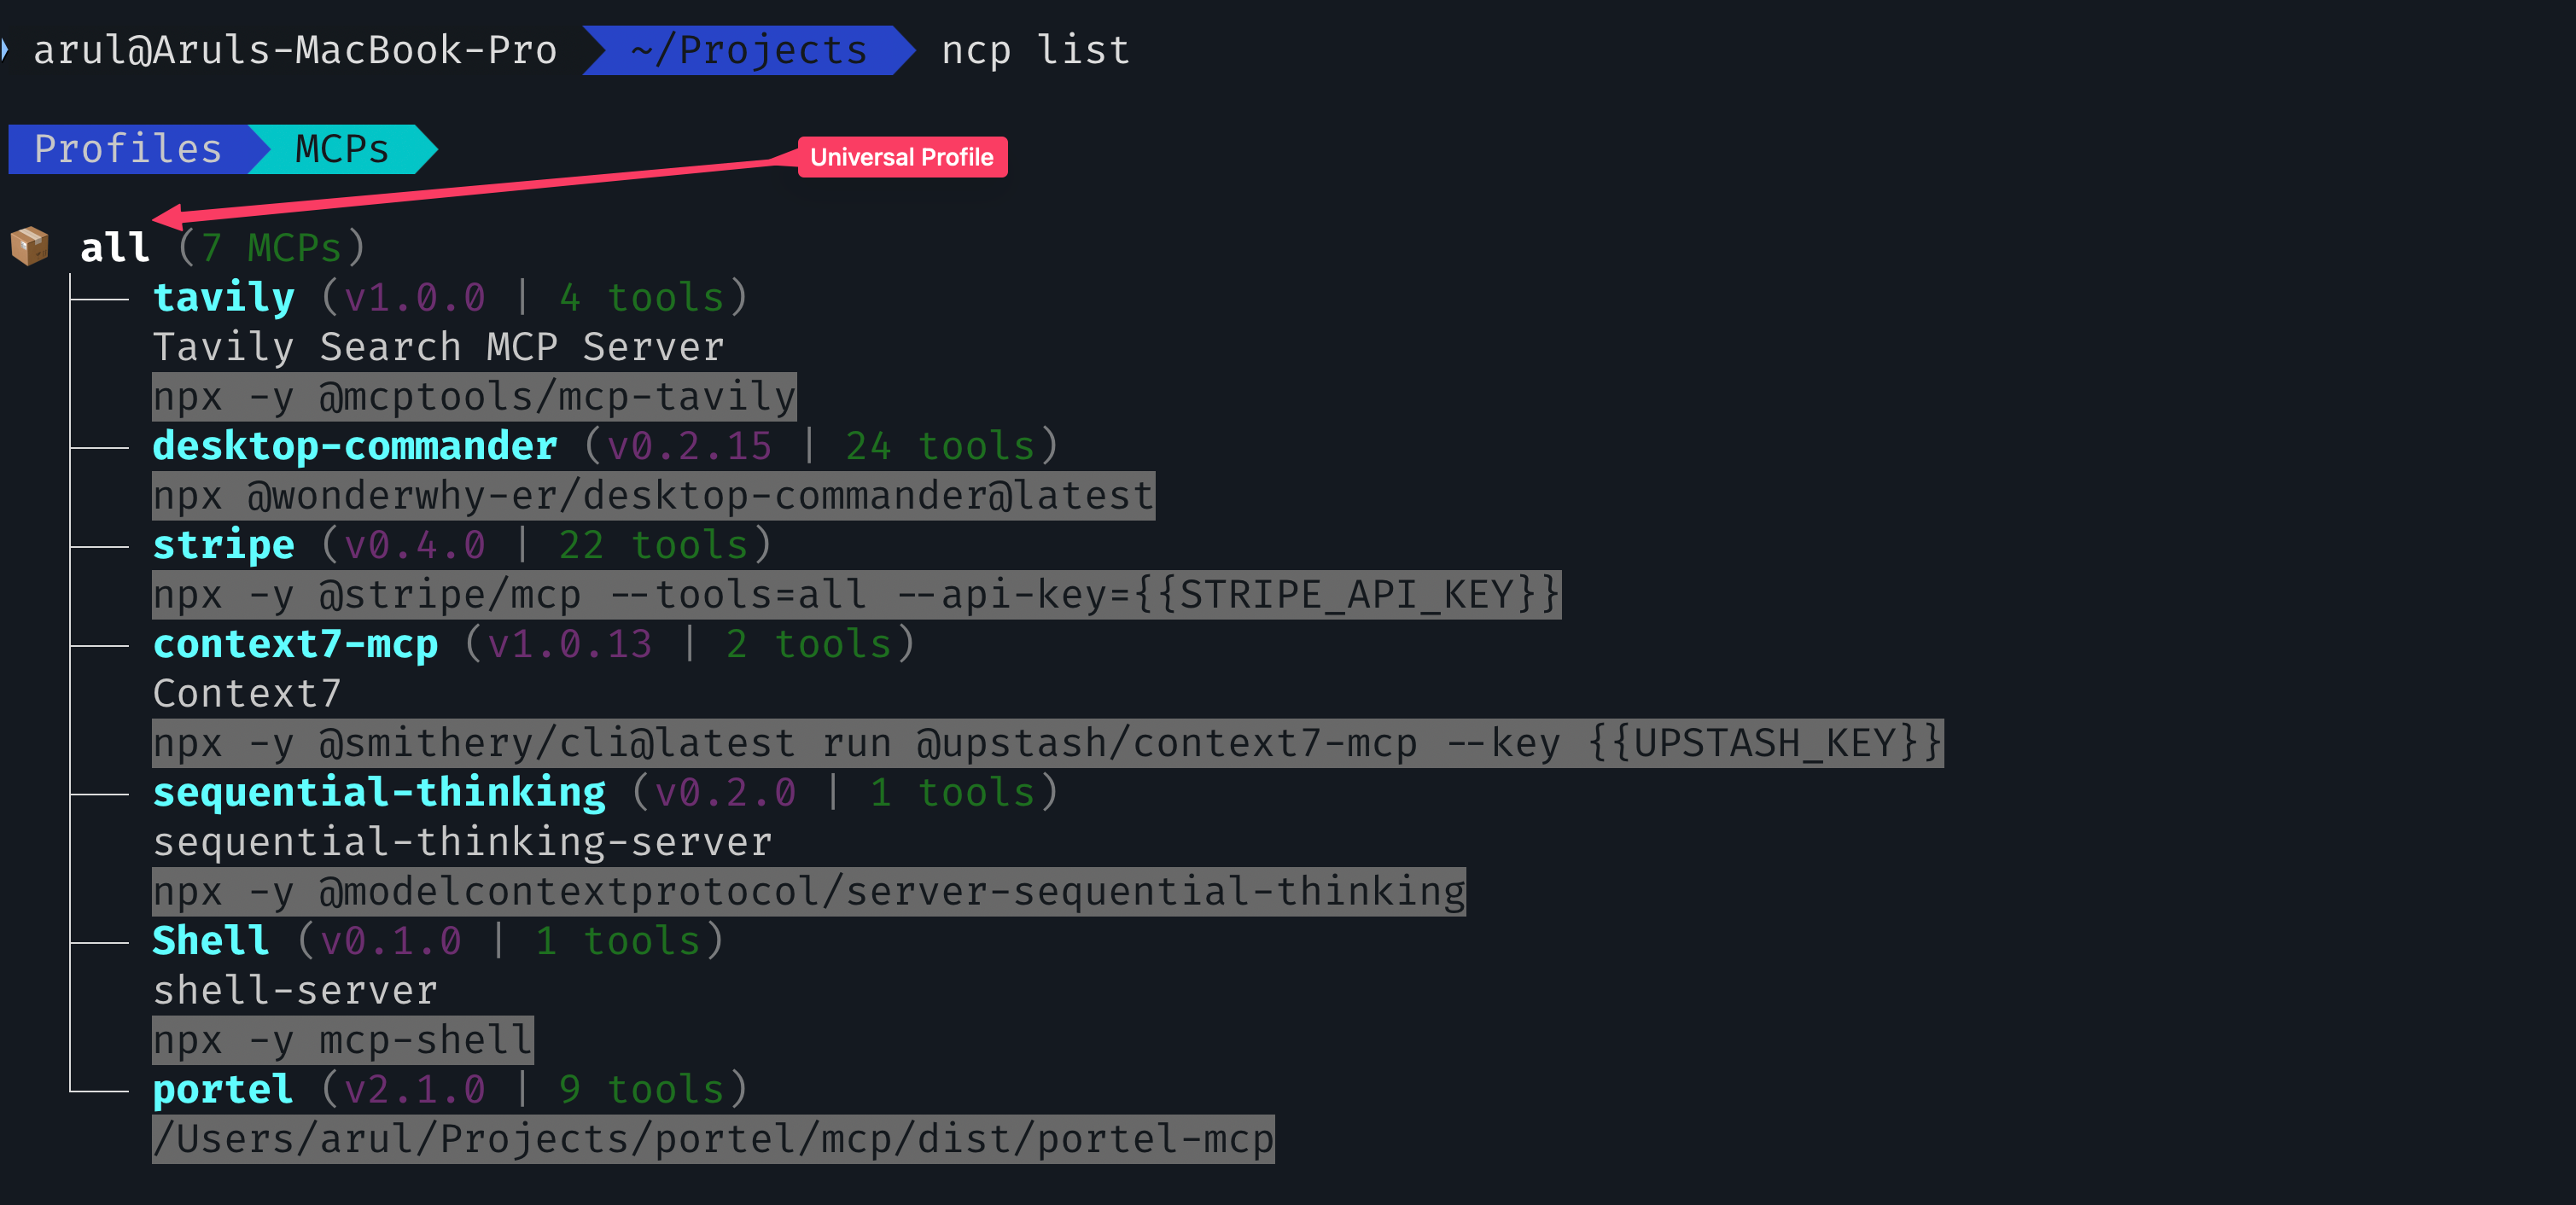 arul@Aruls-MacBook-Pro ~/Projects ncp list
Profiles MCPs
Universal Profile
all (7 MCPs)
tavily (v1.0.0 | 4 tools)
Tavily Search MCP Server
npx -y @mcptools/mcp-tavily
desktop-commander (v0.2.15 | 24 tools)
npx @wonderwhy-er/desktop-commander@latest
stripe (v0.4.0 | 22 tools)
npx -y @stripe/mcp --tools=all --api-key={{STRIPE_API_KEY}}
context7-mcp (v1.0.13 | 2 tools)
Context7
npx -y @smithery/cli@latest run @upstash/context7-mcp --key {{UPSTASH_KEY}}
sequential-thinking (v0.2.0 | 1 tools)
sequential-thinking-server
npx -y @modelcontextprotocol/server-sequential-thinking
Shell (v0.1.0 | 1 tools)
shell-server
npx -y mcp-shell
portel (v2.1.0 | 9 tools)
/Users/arul/Projects/portel/mcp/dist/portel-mcp